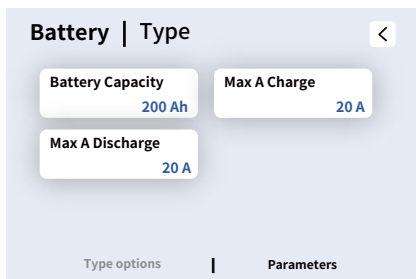 Battery | Type
Battery Capacity
200 Ah
Max A Charge
20 A
Max A Discharge
20 A
Type options | Parameters